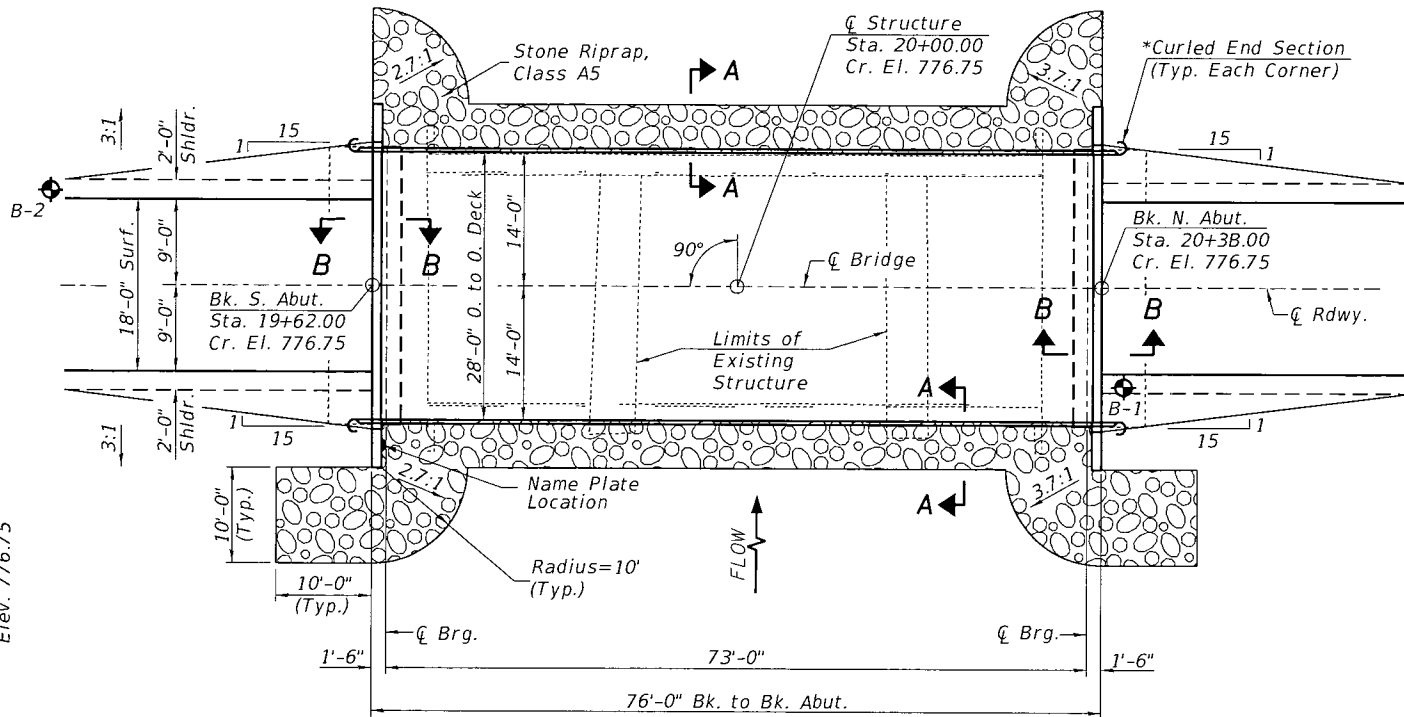 ℄ Structure
Sta. 20+00.00
Cr. El. 776.75
Stone Riprap,
Class A5
*Curled End Section
(Typ. Each Corner)
2.7:1
3.7:1
A
A
3:1
2'-0"
Shldr.
15
1
15
1
B-2
B
B
18'-0" Surf.
9'-0"
9'-0"
28'-0" O. to O. Deck
14'-0"
14'-0"
90°
℄ Bridge
Bk. N. Abut.
Sta. 20+3B.00
Cr. El. 776.75
Bk. S. Abut.
Sta. 19+62.00
Cr. El. 776.75
℄ Rdwy.
Limits of
Existing
Structure
B
B
A
B-1
3:1
2'-0"
Shldr.
1
15
15
1
2.7:1
3.7:1
Name Plate
Location
A
10'-0"
(Typ.)
FLOW
Radius=10'
(Typ.)
10'-0"
(Typ.)
Elev. 776.75
℄ Brg.
℄ Brg.
1'-6"
73'-0"
1'-6"
76'-0" Bk. to Bk. Abut.